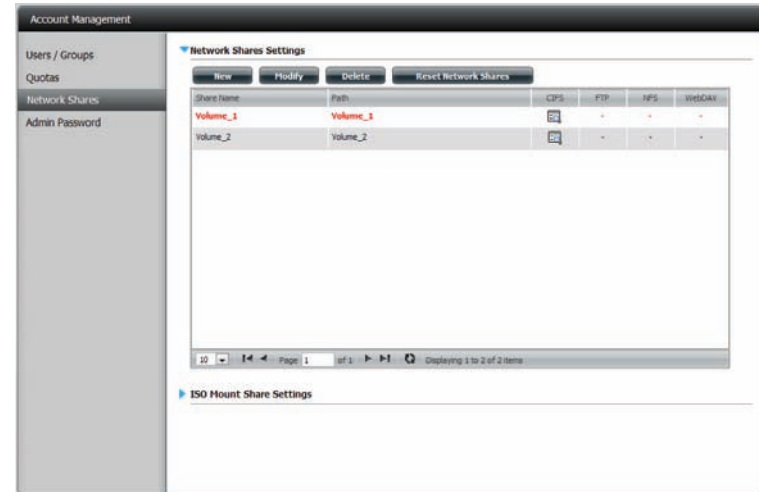 Account Management
Users / Groups
Quotas
Network Shares
Admin Password
Network Shares Settings
New Modify Delete Reset Network Shares
Share Name Path CIFS FTP NFS WebDAV
Volume_1 Volume_1 - - -
Volume_2 Volume_2 - - -
10 Page 1 of 1 Displaying 1 to 2 of 2 items
ISO Mount Share Settings